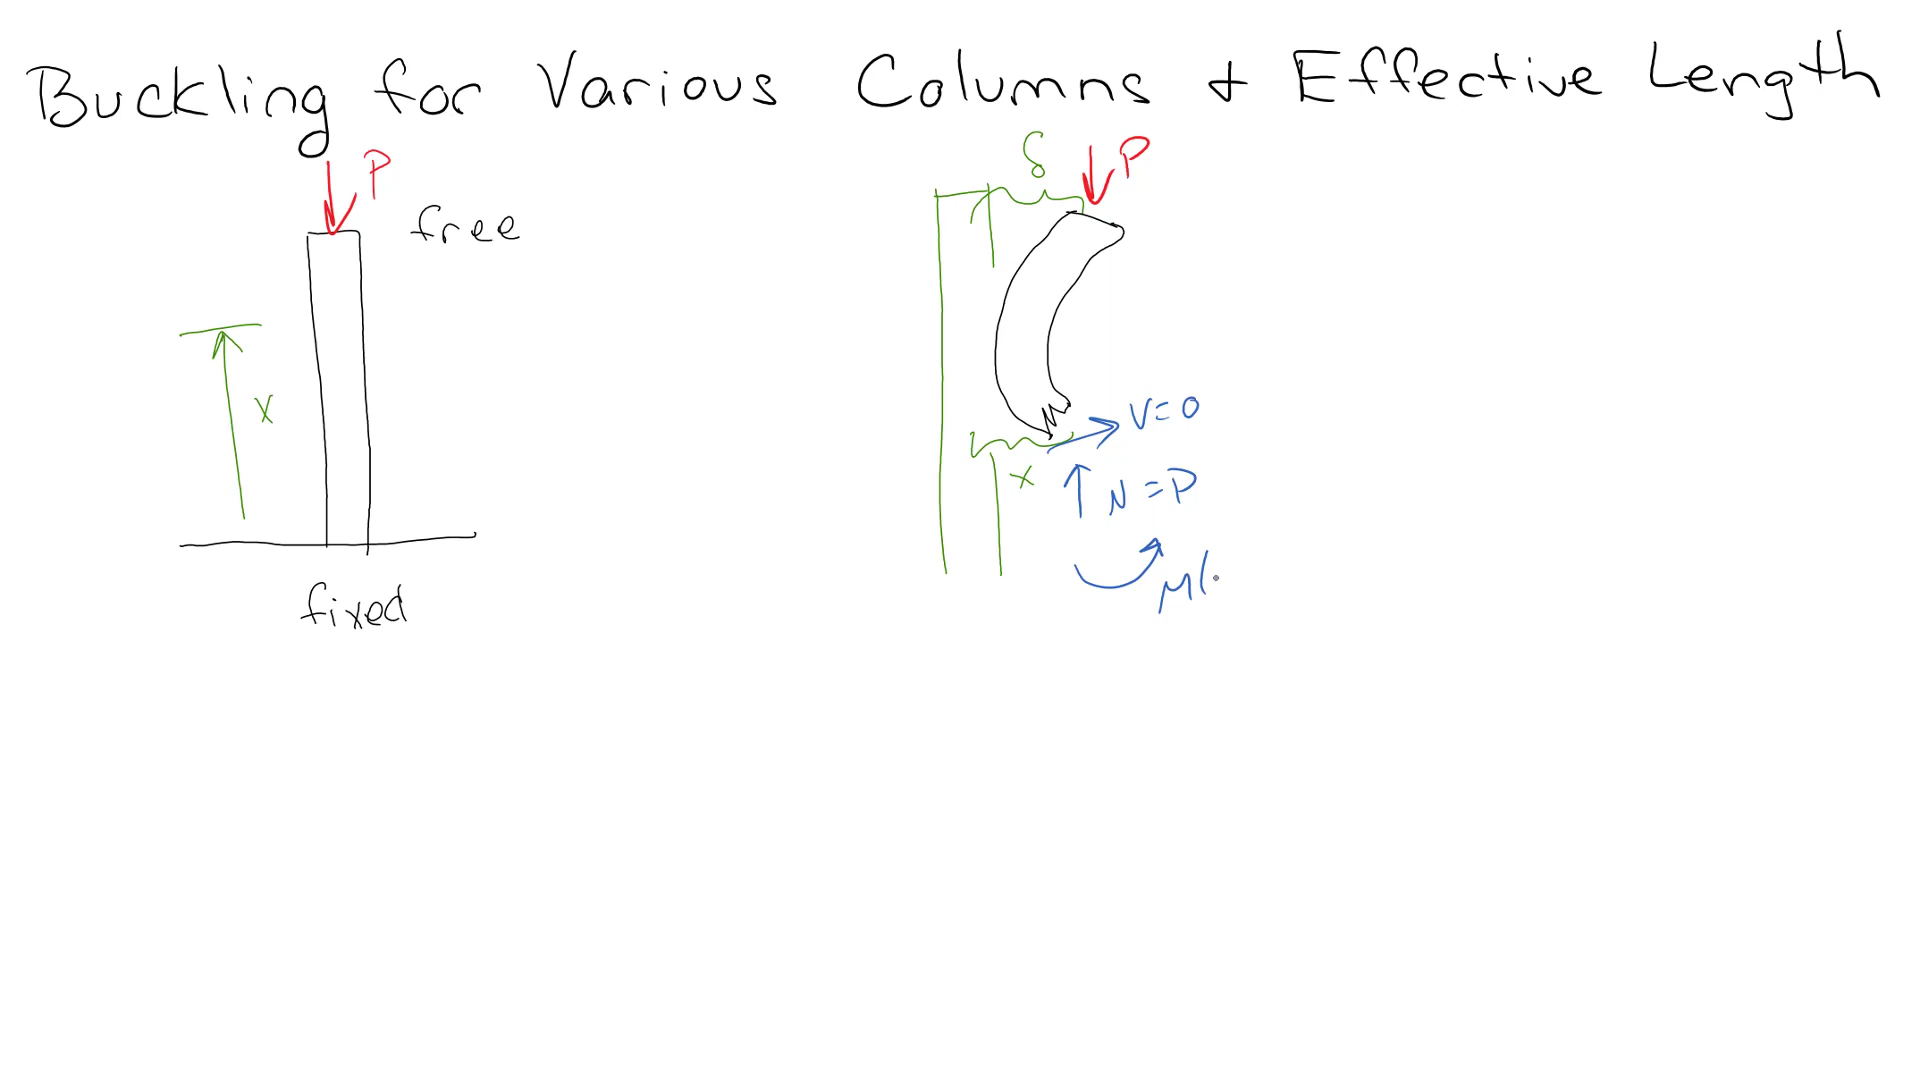 Buckling for Various Columns + Effective Length
P
free
x
fixed
δ
P
V=0
x
N=P
M(